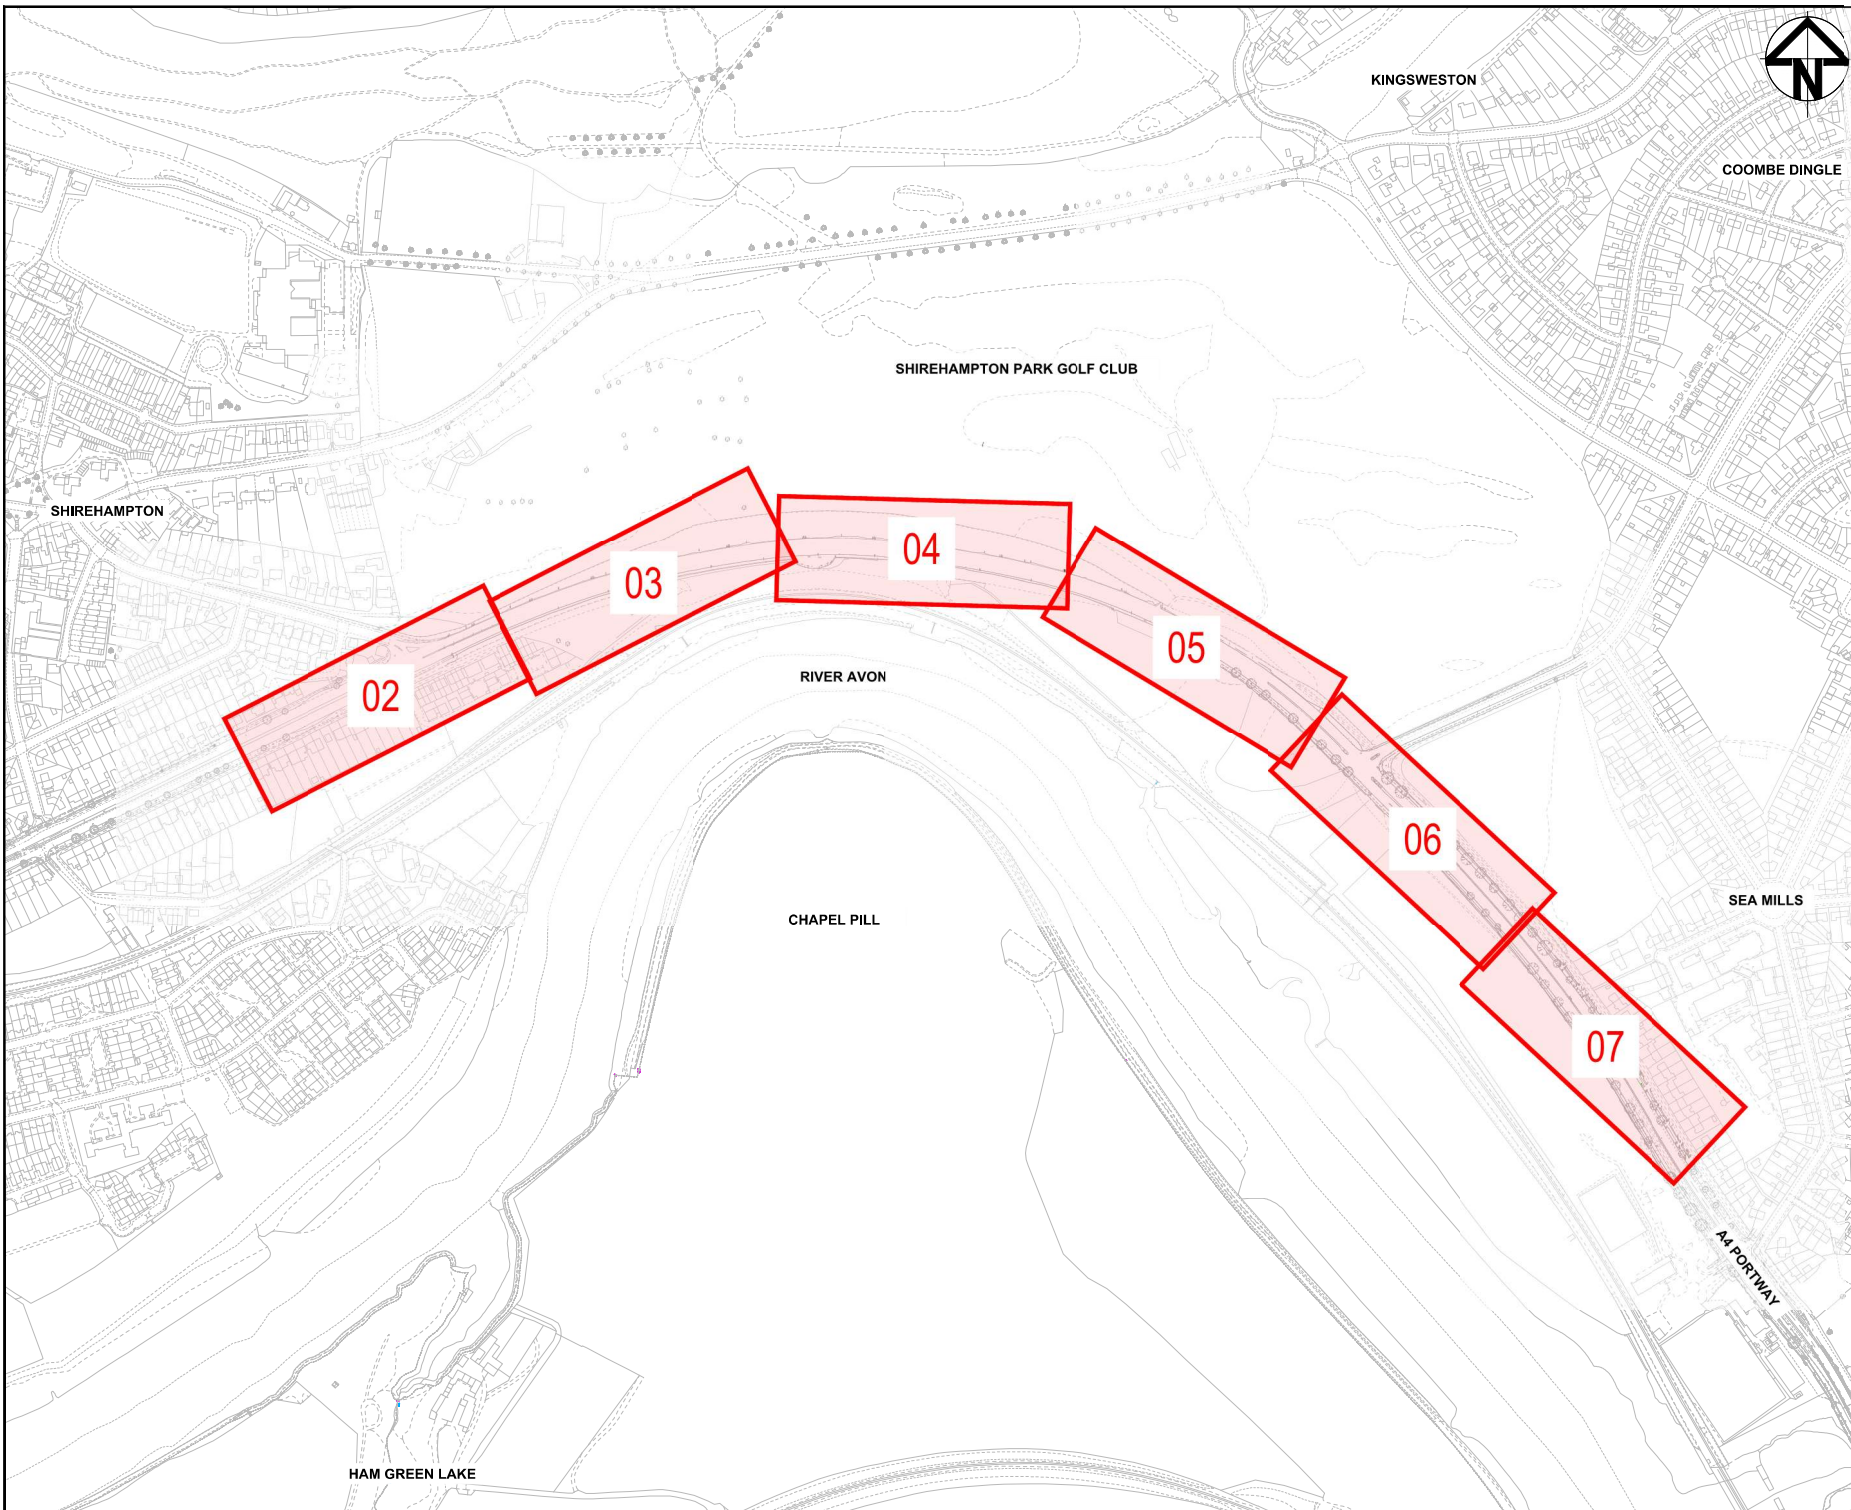 N
KINGSWESTON
COOMBE DINGLE
SHIREHAMPTON PARK GOLF CLUB
SHIREHAMPTON
04
03
05
02
RIVER AVON
06
SEA MILLS
CHAPEL PILL
07
A4 PORTWAY
HAM GREEN LAKE